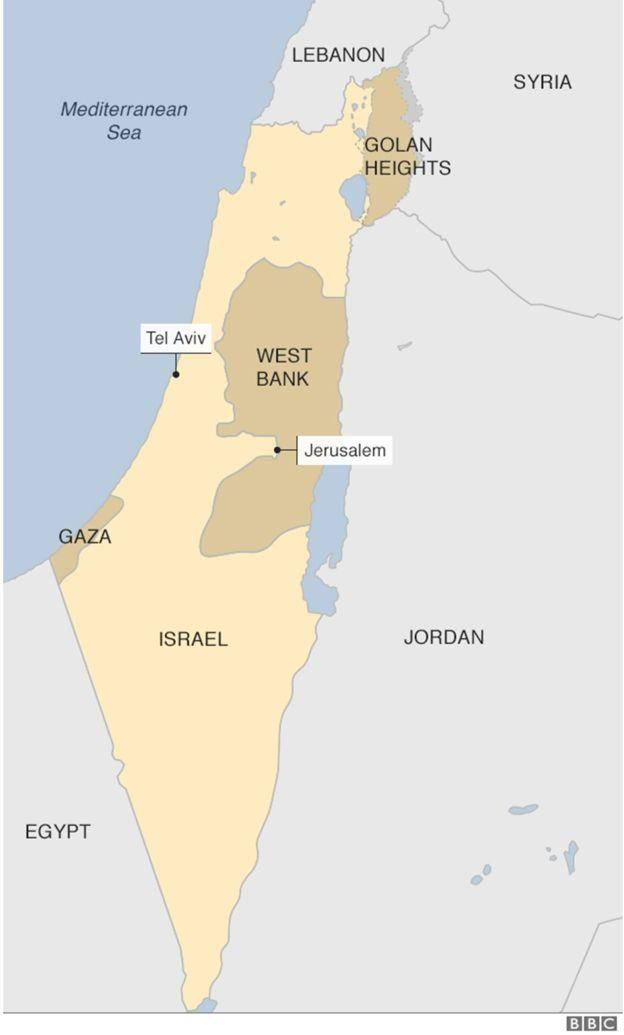 LEBANON
SYRIA
Mediterranean
Sea
GOLAN
HEIGHTS
Tel Aviv
WEST
BANK
Jerusalem
GAZA
ISRAEL
JORDAN
EGYPT
BBC